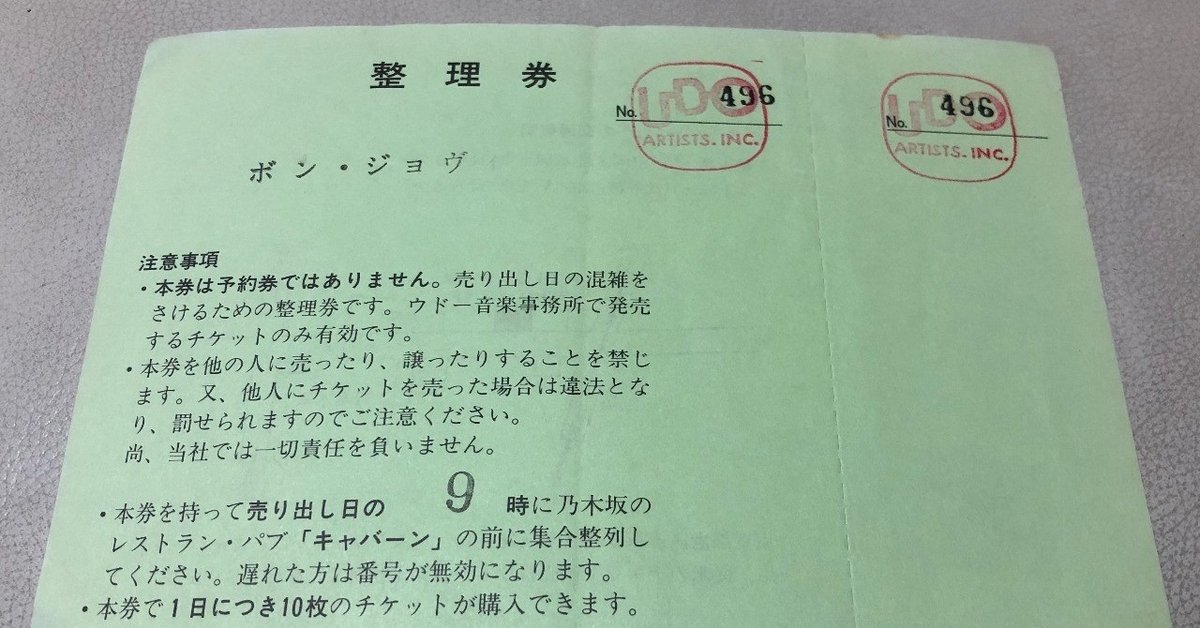 整理券
No. 496
UDO
ARTISTS. INC.
No. 496
UDO
ARTISTS. INC.
ボン・ジョヴ
注意事項
・本券は予約券ではありません。売り出し日の混雑を
さけるための整理券です。ウドー音楽事務所で発売
するチケットのみ有効です。
・本券を他の人に売ったり、譲ったりすることを禁じ
ます。又、他人にチケットを売った場合は違法とな
り、罰せられますのでご注意ください。
尚、当社では一切責任を負いません。
・本券を持って売り出し日の 9 時に乃木坂の
レストラン・パブ「キャバーン」の前に集合整列し
てください。遅れた方は番号が無効になります。
・本券で1日につき10枚のチケットが購入できます。